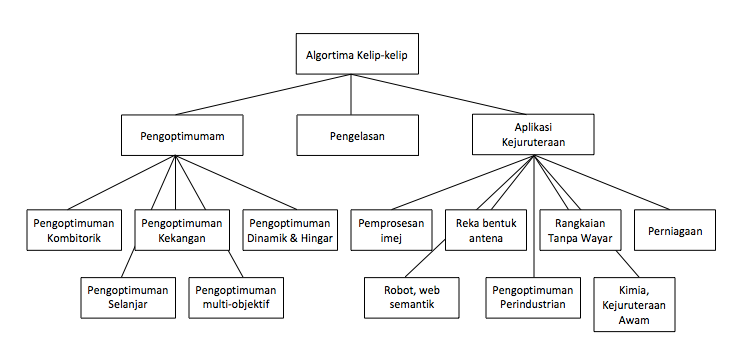 Algortima Kelip-kelip
Pengoptimumam
Pengelasan
Aplikasi
Kejuruteraan
Pengoptimuman
Kombitorik
Pengoptimuman
Kekangan
Pengoptimuman
Dinamik & Hingar
Pemprosesan
imej
Reka bentuk
antena
Rangkaian
Tanpa Wayar
Perniagaan
Pengoptimuman
Selanjar
Pengoptimuman
multi-objektif
Robot, web
semantik
Pengoptimuman
Perindustrian
Kimia,
Kejuruteraan
Awam